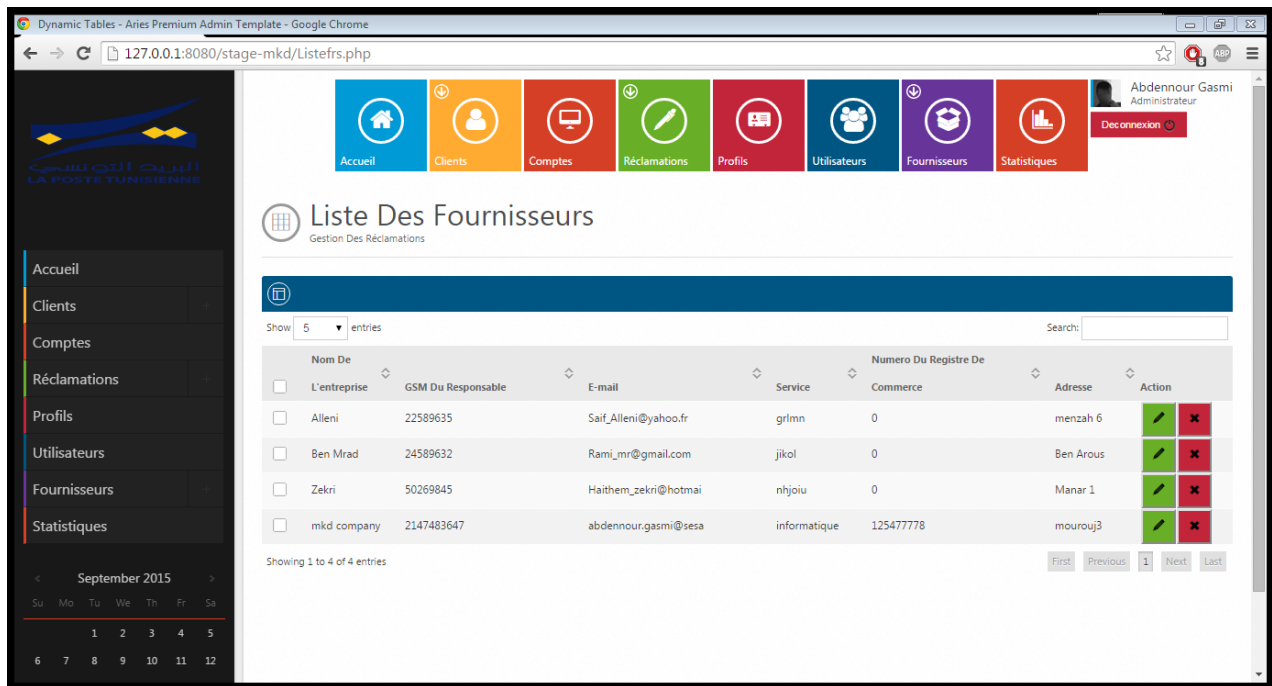 Dynamic Tables - Aries Premium Admin Template - Google Chrome
127.0.0.1:8080/stage-mkd/Listefrs.php
ABP
البريد التونسي
LA POSTE TUNISIENNE
Accueil
Clients
Comptes
Réclamations
Profils
Utilisateurs
Fournisseurs
Statistiques
Abdennour Gasmi
Administrateur
Deconnexion
Liste Des Fournisseurs
Gestion Des Réclamations
Accueil
Clients
Comptes
Réclamations
Profils
Utilisateurs
Fournisseurs
Statistiques
September 2015
Su Mo Tu We Th Fr Sa
1 2 3 4 5
6 7 8 9 10 11 12
Show 5 entries
Search:
Nom De L'entreprise GSM Du Responsable E-mail Service Numero Du Registre De Commerce Adresse Action
Alleni 22589635 Saif_Alleni@yahoo.fr grlmn 0 menzah 6
Ben Mrad 24589632 Rami_mr@gmail.com jikol 0 Ben Arous
Zekri 50269845 Haithem_zekri@hotmai nhjoiu 0 Manar 1
mkd company 2147483647 abdennour.gasmi@sesa informatique 125477778 mourouj3
Showing 1 to 4 of 4 entries
First Previous 1 Next Last